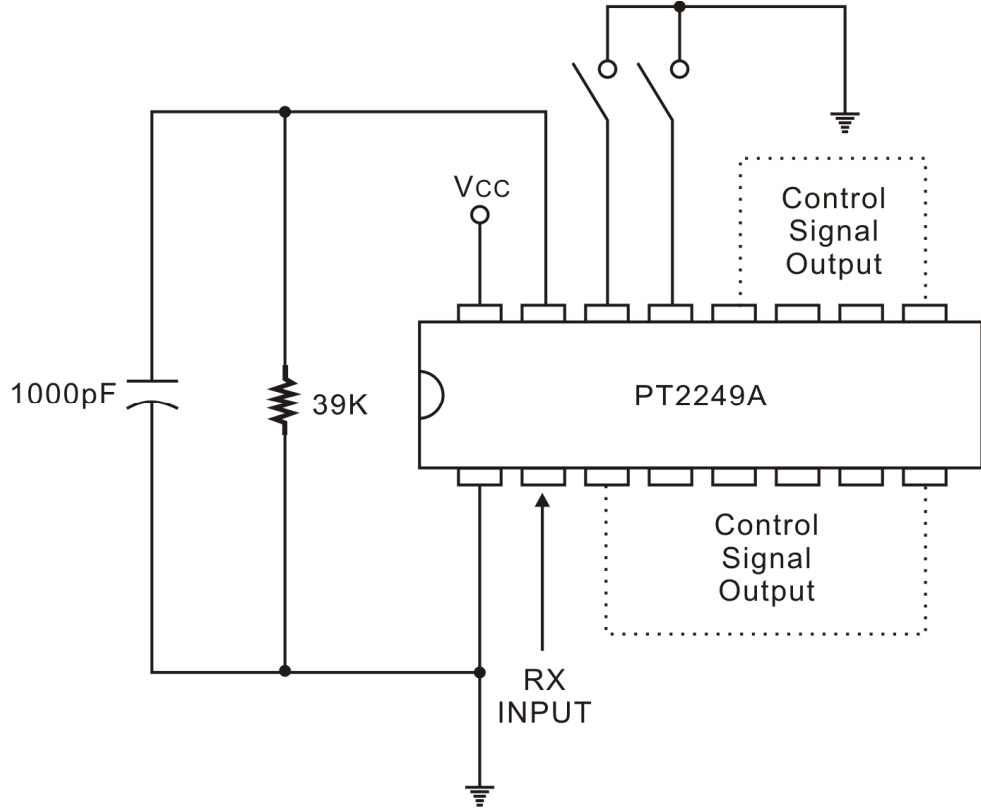 VCC
Control
Signal
Output
1000pF
39K
PT2249A
Control
Signal
Output
RX
INPUT